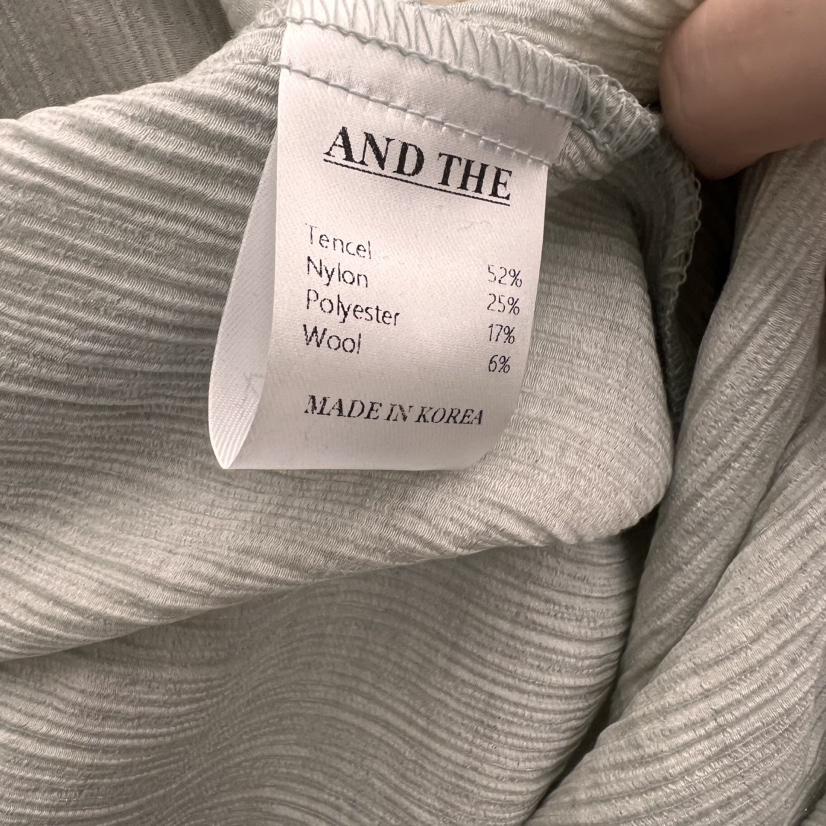 AND THE
Tencel 52%
Nylon 25%
Polyester 17%
Wool 6%
MADE IN KOREA